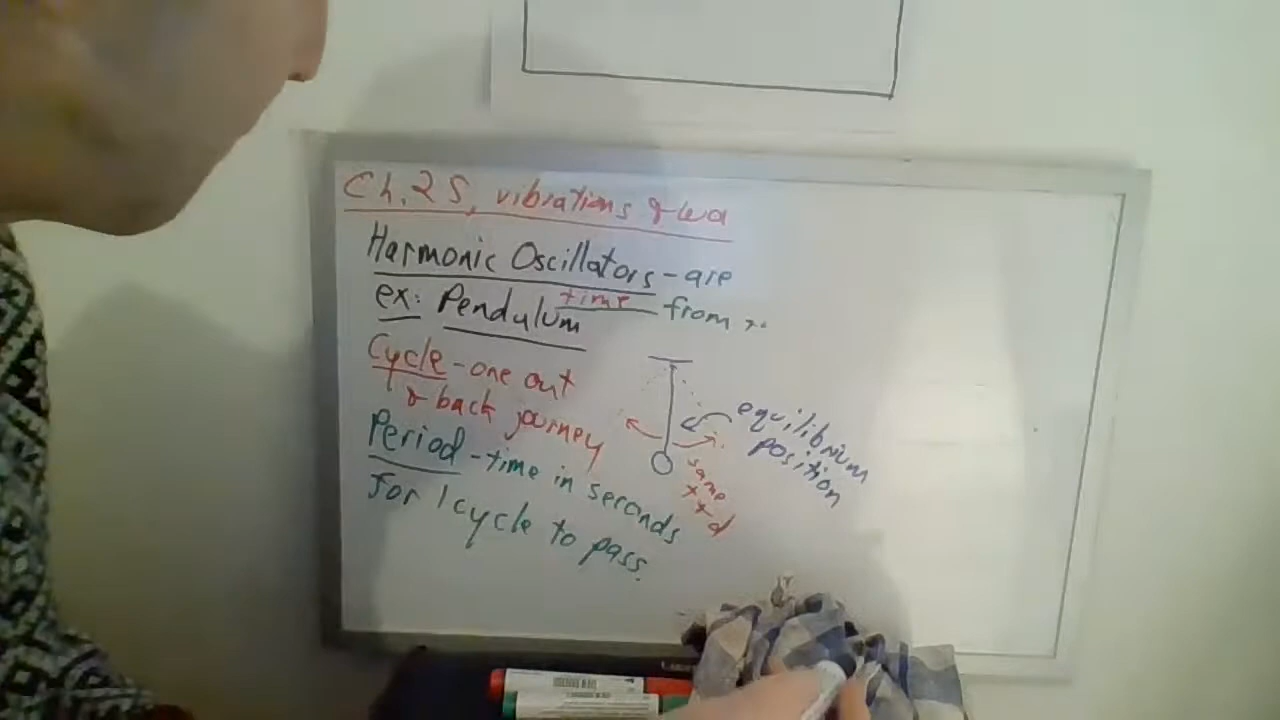 Ch. 25, vibrations & wa
Harmonic Oscillators - are
time
ex: Pendulum from
Cycle - one out
& back journey
equilibrium
position
Period - time in seconds
for 1 cycle to pass.
same
d